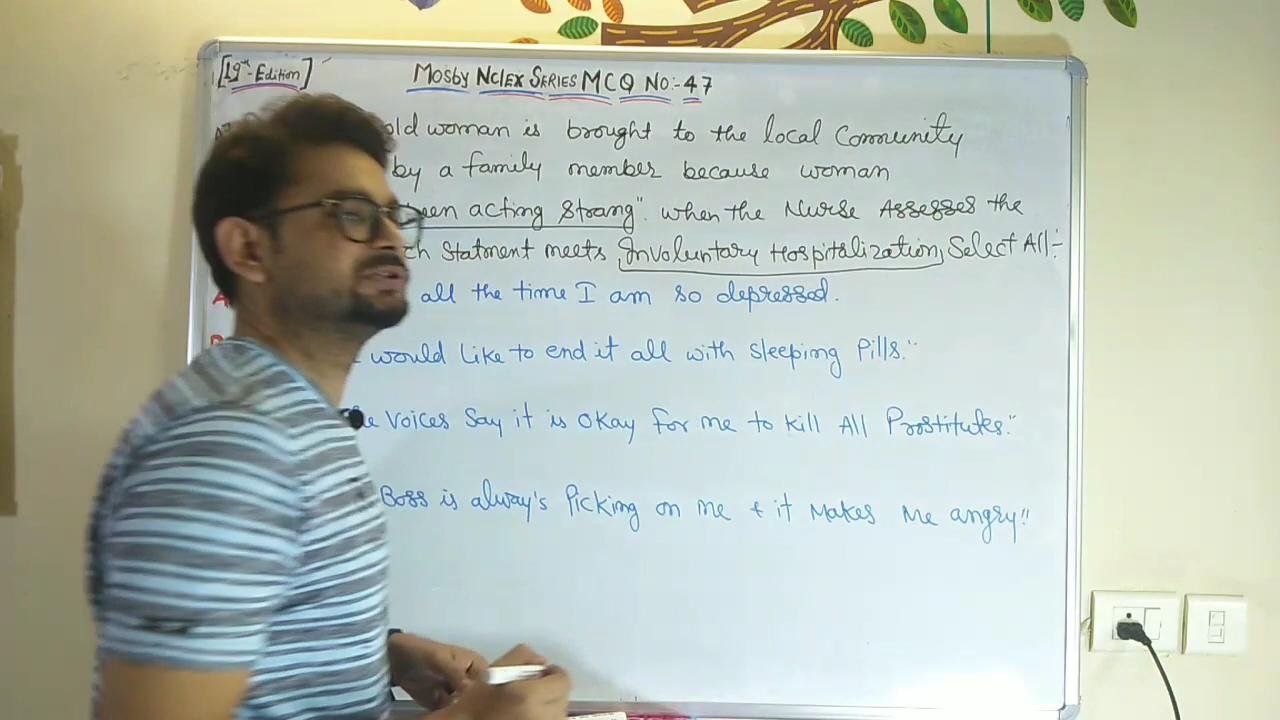 [19th-Edition] Mosby NCLEX SERIES MCQ NO:- 47
old woman is brought to the local Community
by a family member because woman
been acting strang". When the Nurse Assesses the
Statment meets Involuntary Hospitalization, Select All:-
all the time I am so depressed.
would Like to end it all with Sleeping Pills."
Voices Say it is okay for me to kill All Prostitutes."
Boss is alway's Picking on me & it Makes Me angry"